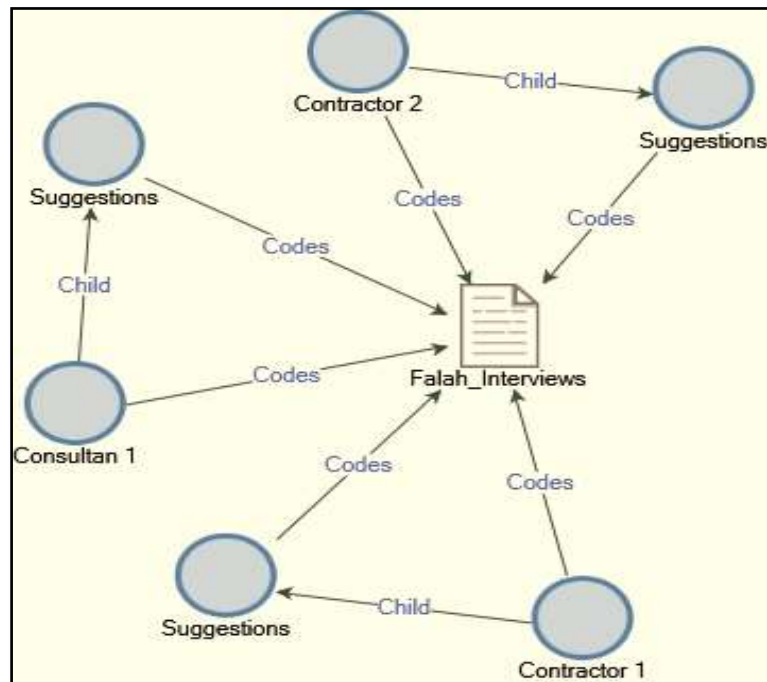 Contractor 2
Child
Suggestions
Suggestions
Codes
Codes
Codes
Child
Codes
Falah_Interviews
Consultan 1
Codes
Codes
Child
Suggestions
Contractor 1